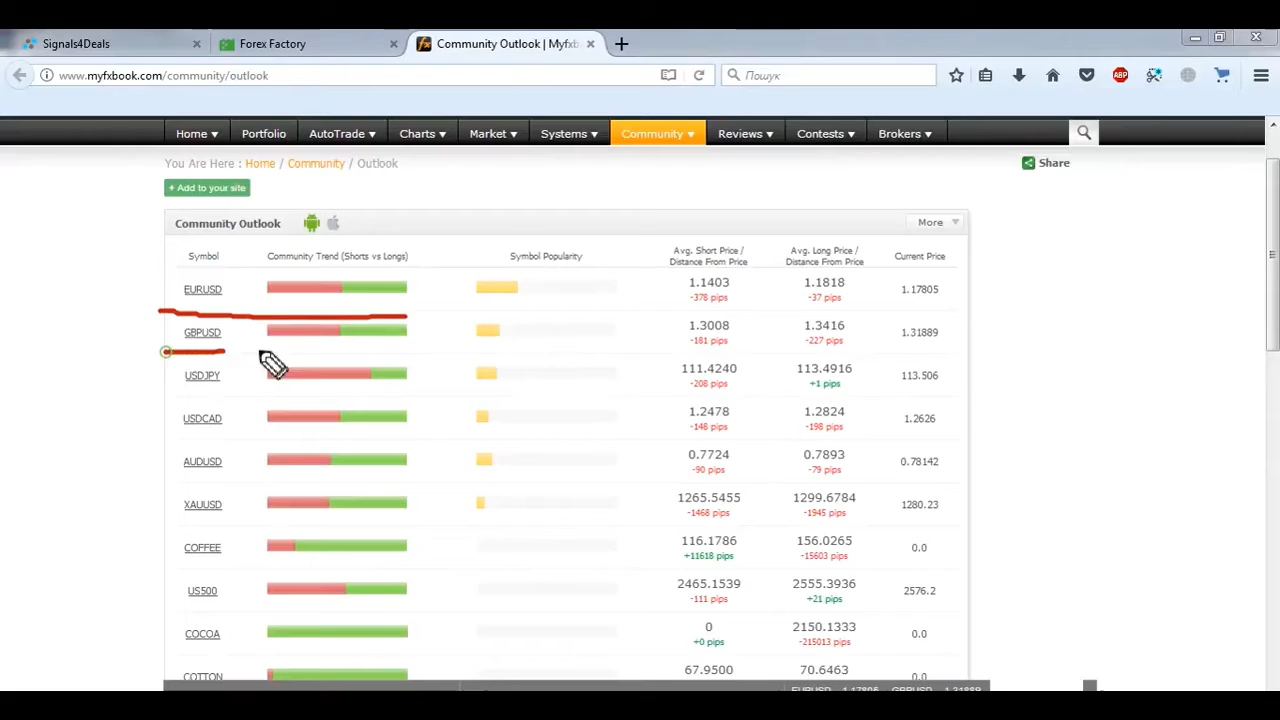 Signals4Deals
Forex Factory
Community Outlook | Myfxb
www.myfxbook.com/community/outlook
Пошук
ABP
Home
Portfolio
AutoTrade
Charts
Market
Systems
Community
Reviews
Contests
Brokers
You Are Here : Home / Community / Outlook
Share
+ Add to your site
Community Outlook
More
Symbol Community Trend (Shorts vs Longs) Symbol Popularity Avg. Short Price / Distance From Price Avg. Long Price / Distance From Price Current Price
EURUSD 1.1403 -378 pips 1.1818 -37 pips 1.17805
GBPUSD 1.3008 -181 pips 1.3416 -227 pips 1.31889
USDJPY 111.4240 -208 pips 113.4916 +1 pips 113.506
USDCAD 1.2478 -148 pips 1.2824 -198 pips 1.2626
AUDUSD 0.7724 -90 pips 0.7893 -79 pips 0.78142
XAUUSD 1265.5455 -1468 pips 1299.6784 -1945 pips 1280.23
COFFEE 116.1786 +11618 pips 156.0265 -15603 pips 0.0
US500 2465.1539 -111 pips 2555.3936 +21 pips 2576.2
COCOA 0 +0 pips 2150.1333 -215013 pips 0.0
COTTON 67.9500 70.6463 0.0
EURUSD 1.17805 GBPUSD 1.31889